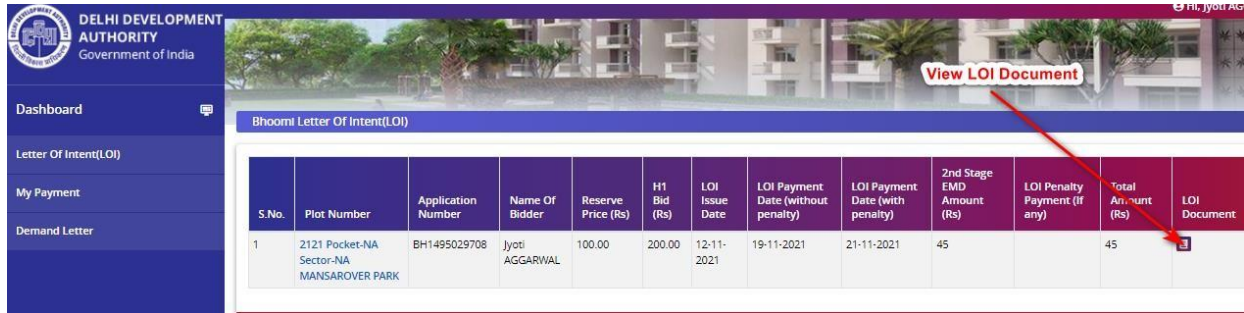 Hi, Jyoti AG
DELHI DEVELOPMENT
AUTHORITY
Government of India
View LOI Document
Dashboard
Bhoomi Letter Of Intent(LOI)
Letter Of Intent(LOI)
My Payment
Demand Letter
S.No.
Plot Number
Application
Number
Name Of
Bidder
Reserve
Price (Rs)
H1
Bid
(Rs)
LOI
Issue
Date
LOI Payment
Date (without
penalty)
LOI Payment
Date (with
penalty)
2nd Stage
EMD
Amount
(Rs)
LOI Penalty
Payment (If
any)
Total
Amount
(Rs)
LOI
Document
1
2121 Pocket-NA
Sector-NA
MANSAROVER PARK
BH1495029708
Jyoti
AGGARWAL
100.00
200.00
12-11-
2021
19-11-2021
21-11-2021
45
45